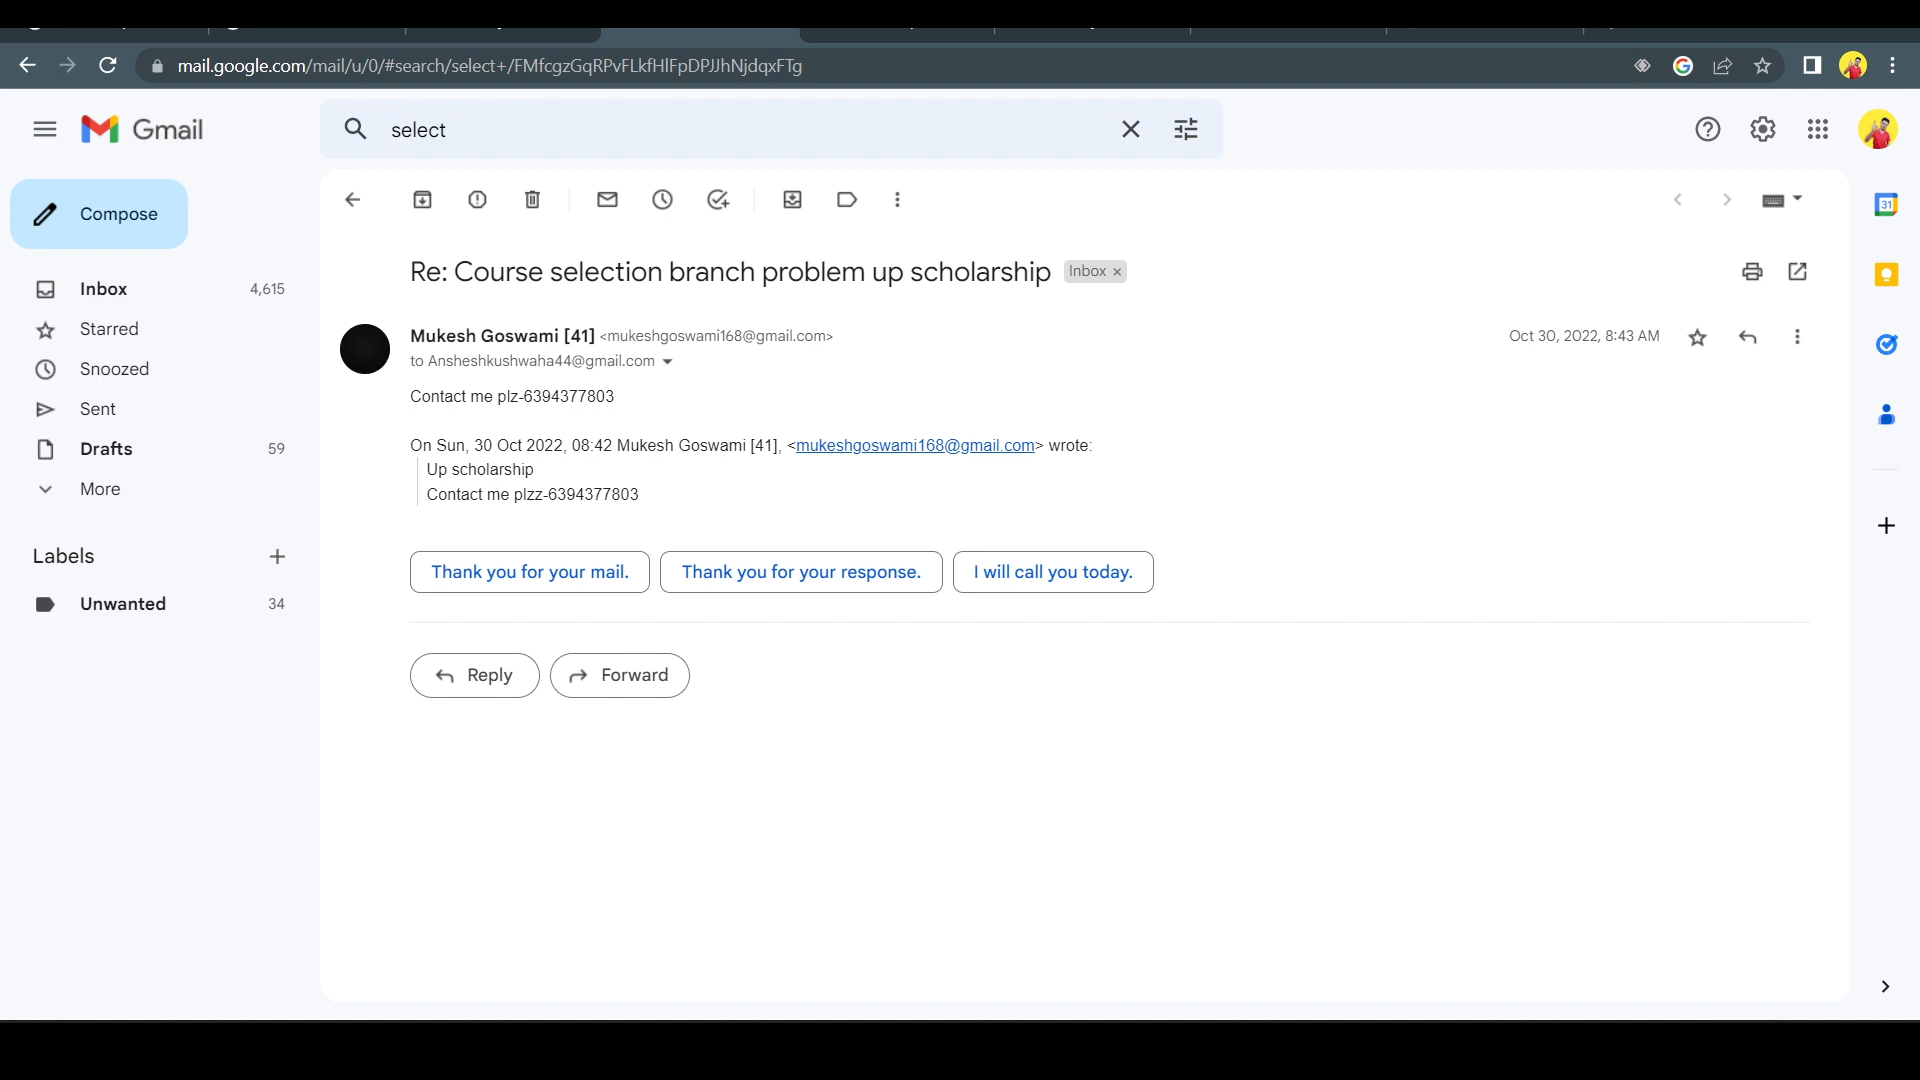 mail.google.com/mail/u/0/#search/select+/FMfcgzGqRPvFLkfHlFpDPJJhNjdqxFTg
Gmail
select
Compose
Inbox 4,615
Starred
Snoozed
Sent
Drafts 59
More
Labels
Unwanted 34
Re: Course selection branch problem up scholarship Inbox ×
Mukesh Goswami [41] <mukeshgoswami168@gmail.com> Oct 30, 2022, 8:43 AM
to Ansheshkushwaha44@gmail.com
Contact me plz-6394377803
On Sun, 30 Oct 2022, 08:42 Mukesh Goswami [41], <mukeshgoswami168@gmail.com> wrote:
Up scholarship
Contact me plzz-6394377803
Thank you for your mail. Thank you for your response. I will call you today.
Reply Forward
31